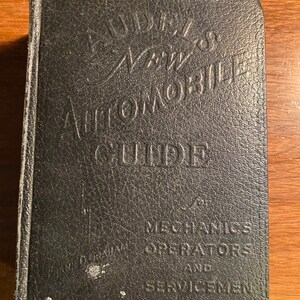 AUDELS
NEW
AUTOMOBILE
GUIDE
for
MECHANICS
OPERATORS
AND
SERVICEMEN